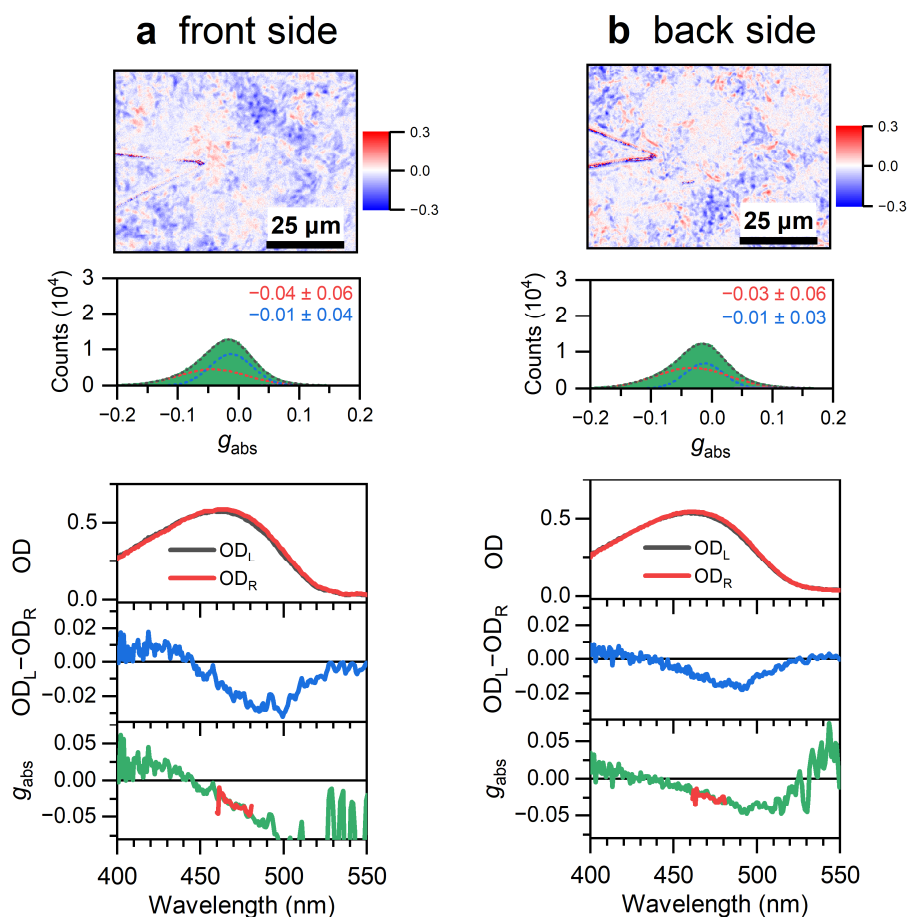 a front side
b back side
0.3
0.0
−0.3
25 µm
0.3
0.0
−0.3
25 µm
3
2
1
0
Counts (10⁴)
−0.04 ± 0.06
−0.01 ± 0.04
−0.2
−0.1
0.0
0.1
0.2
gabs
3
2
1
0
Counts (10⁴)
−0.03 ± 0.06
−0.01 ± 0.03
−0.2
−0.1
0.0
0.1
0.2
gabs
OD
0.5
0.0
ODL
ODR
ODL−ODR
0.02
0.00
−0.02
gabs
0.05
0.00
−0.05
400
450
500
550
Wavelength (nm)
OD
0.5
0.0
ODL
ODR
ODL−ODR
0.02
0.00
−0.02
gabs
0.05
0.00
−0.05
400
450
500
550
Wavelength (nm)